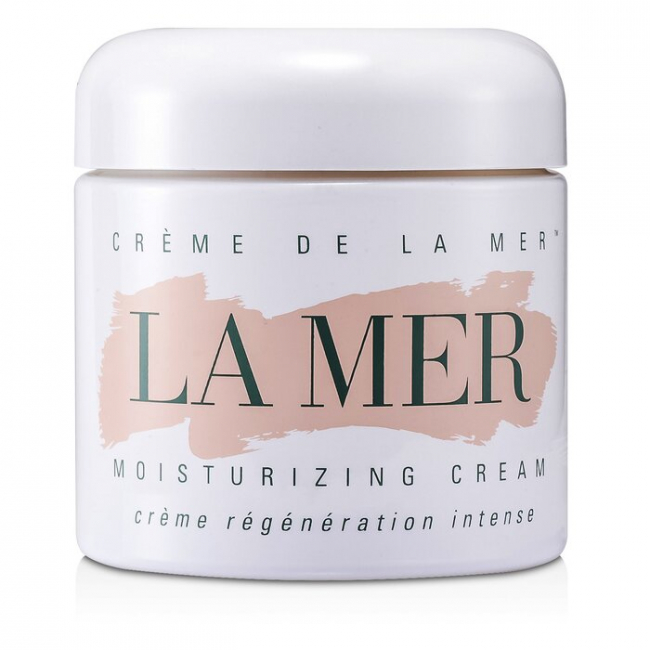 CRÈME DE LA MER™
LA MER
MOISTURIZING CREAM
crème régénération intense